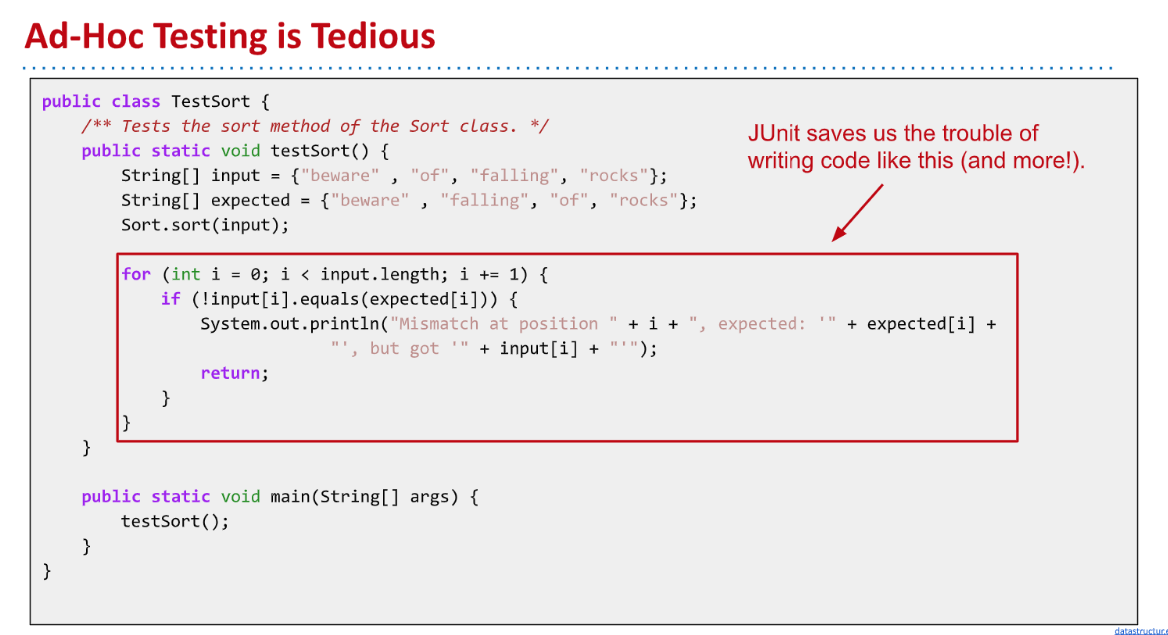 Ad-Hoc Testing is Tedious
public class TestSort {
/** Tests the sort method of the Sort class. */
public static void testSort() {
String[] input = {"beware" , "of", "falling", "rocks"};
String[] expected = {"beware" , "falling", "of", "rocks"};
Sort.sort(input);
JUnit saves us the trouble of
writing code like this (and more!).
for (int i = 0; i < input.length; i += 1) {
if (!input[i].equals(expected[i])) {
System.out.println("Mismatch at position " + i + ", expected: '" + expected[i] +
"', but got '" + input[i] + "'");
return;
}
}
}
public static void main(String[] args) {
testSort();
}
}